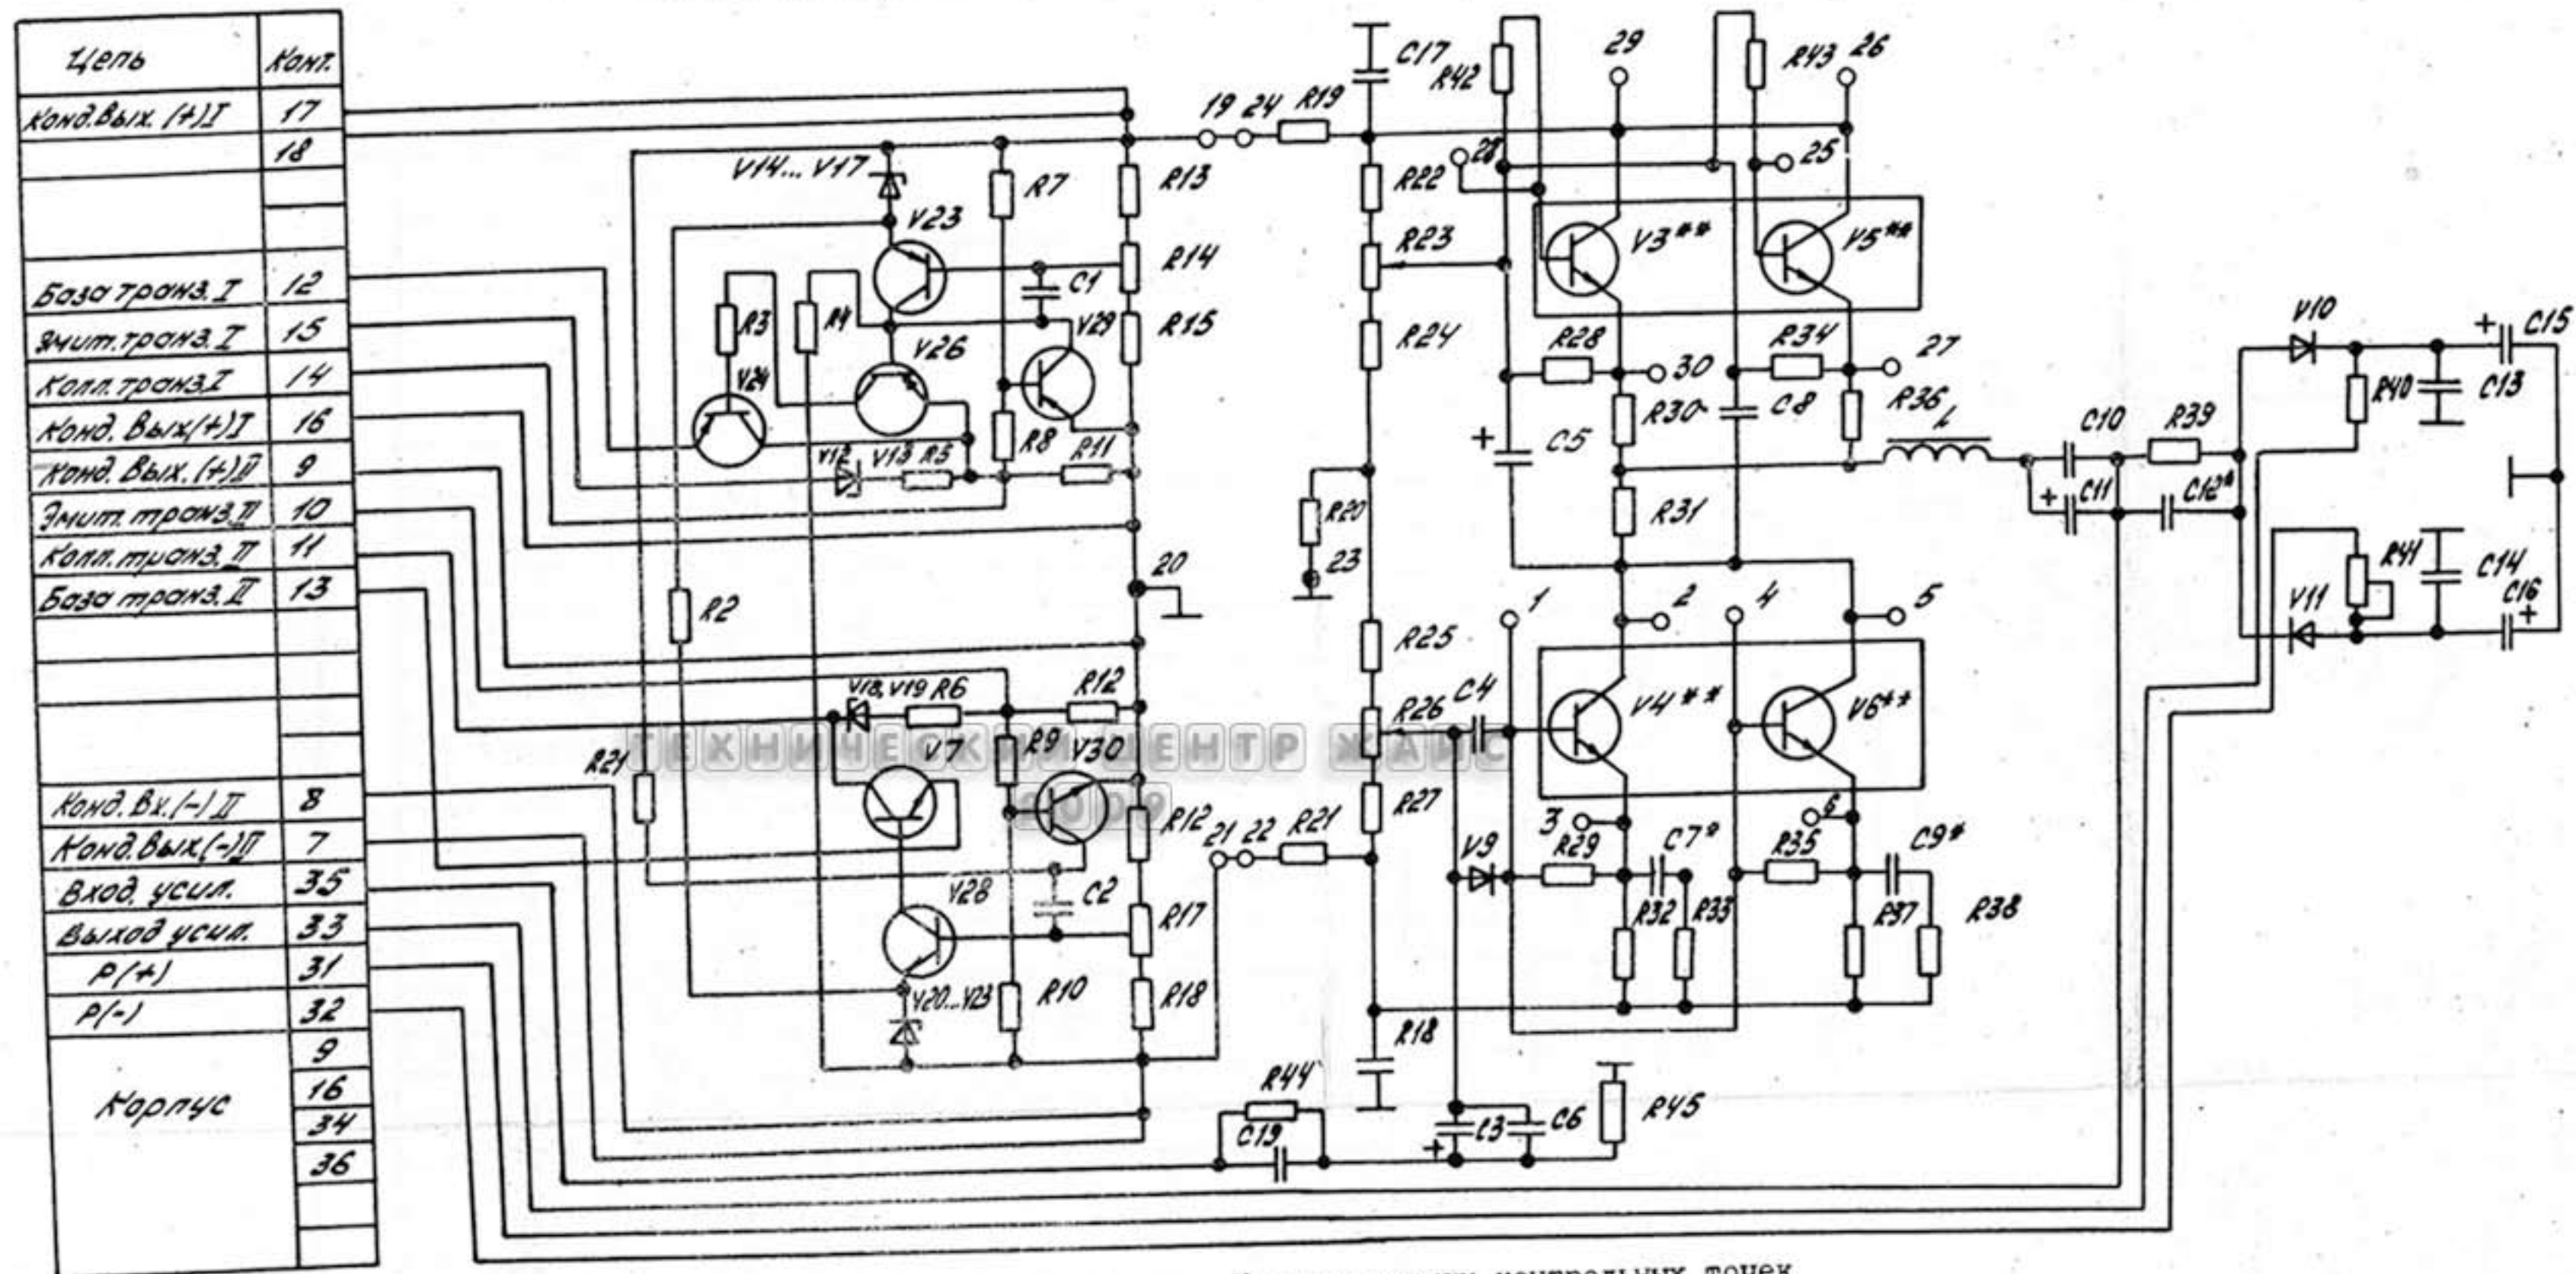 Цепь Конт.
Конд.Вых. (+) I 17
18
База транз. I 12
Эмит. транз. I 15
Колл. транз I 14
Конд. Вых(+) I 16
Конд. Вых. (+) II 9
Эмит. транз. II 10
Колл. транз. II 11
База транз. II 13
Конд. Вх. (-) II 8
Конд. Вых (-) II 7
Вход. усил. 35
Выход усил. 33
Р(+) 31
Р(-) 32
Корпус
9
16
34
36
V14... V17
R7
R13
V23
R14
C1
R3
R4
V29
R15
V26
V24
V12
V13
R5
R8
R11
20
R2
V18, V19
R6
R12
R9
V7
V30
R21
R12
V28
C2
R17
V20...V23
R10
R18
19
24
R19
C17
R22
R23
R24
R20
23
R25
R26
C4
R27
21
22
R21
R18
R44
C19
C3
C6
R45
R42
29
R43
26
28
25
V3**
V5**
R28
30
R34
27
R30
C8
R36
C5
R31
L
1
2
4
5
V4**
V6**
3
6
V9
R29
C7*
R35
C9*
R32
R33
R37
R38
C10
R39
C11
C12*
V10
+
C15
R40
C13
R41
C14
V11
C16
+
ТЕХНИЧЕСКИЙ ЦЕНТР ЖАИС
2009
контрольных точек